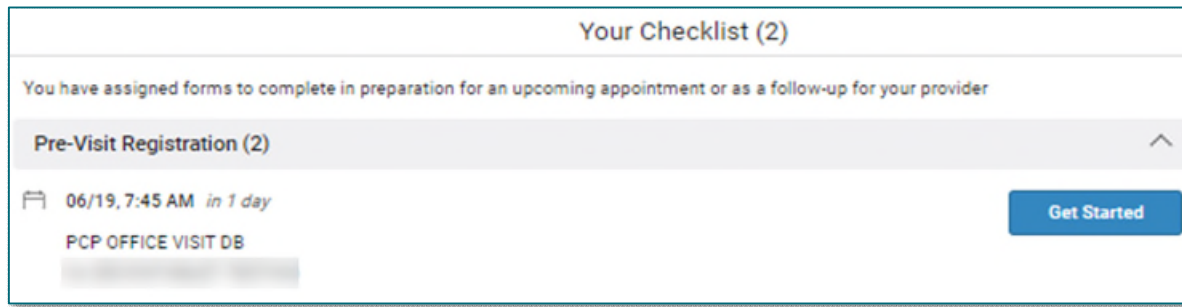 Your Checklist (2)
You have assigned forms to complete in preparation for an upcoming appointment or as a follow-up for your provider
Pre-Visit Registration (2)
06/19, 7:45 AM in 1 day
Get Started
PCP OFFICE VISIT DB